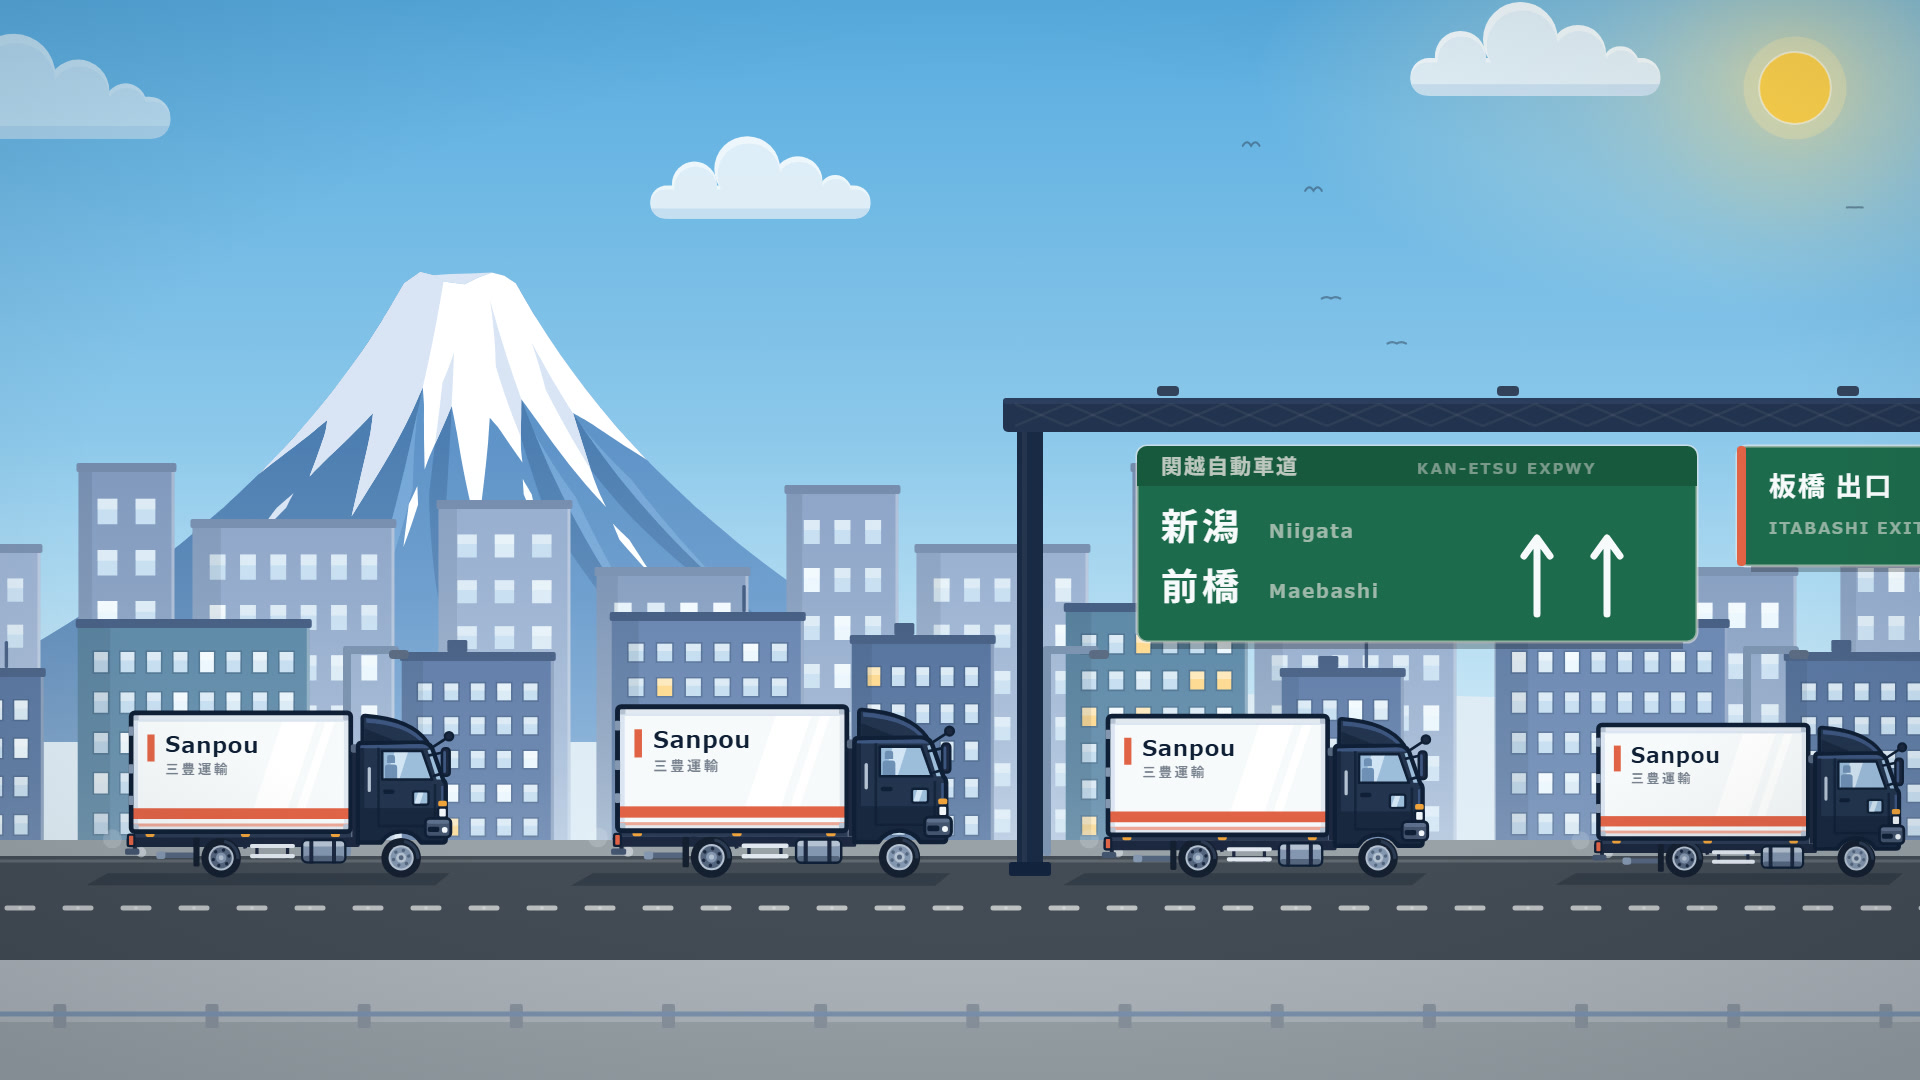 関越自動車道 KAN-ETSU EXPWY
新潟 Niigata
前橋 Maebashi
板橋 出口
ITABASHI EXIT
Sanpou
三豊運輸
Sanpou
三豊運輸
Sanpou
三豊運輸
Sanpou
三豊運輸